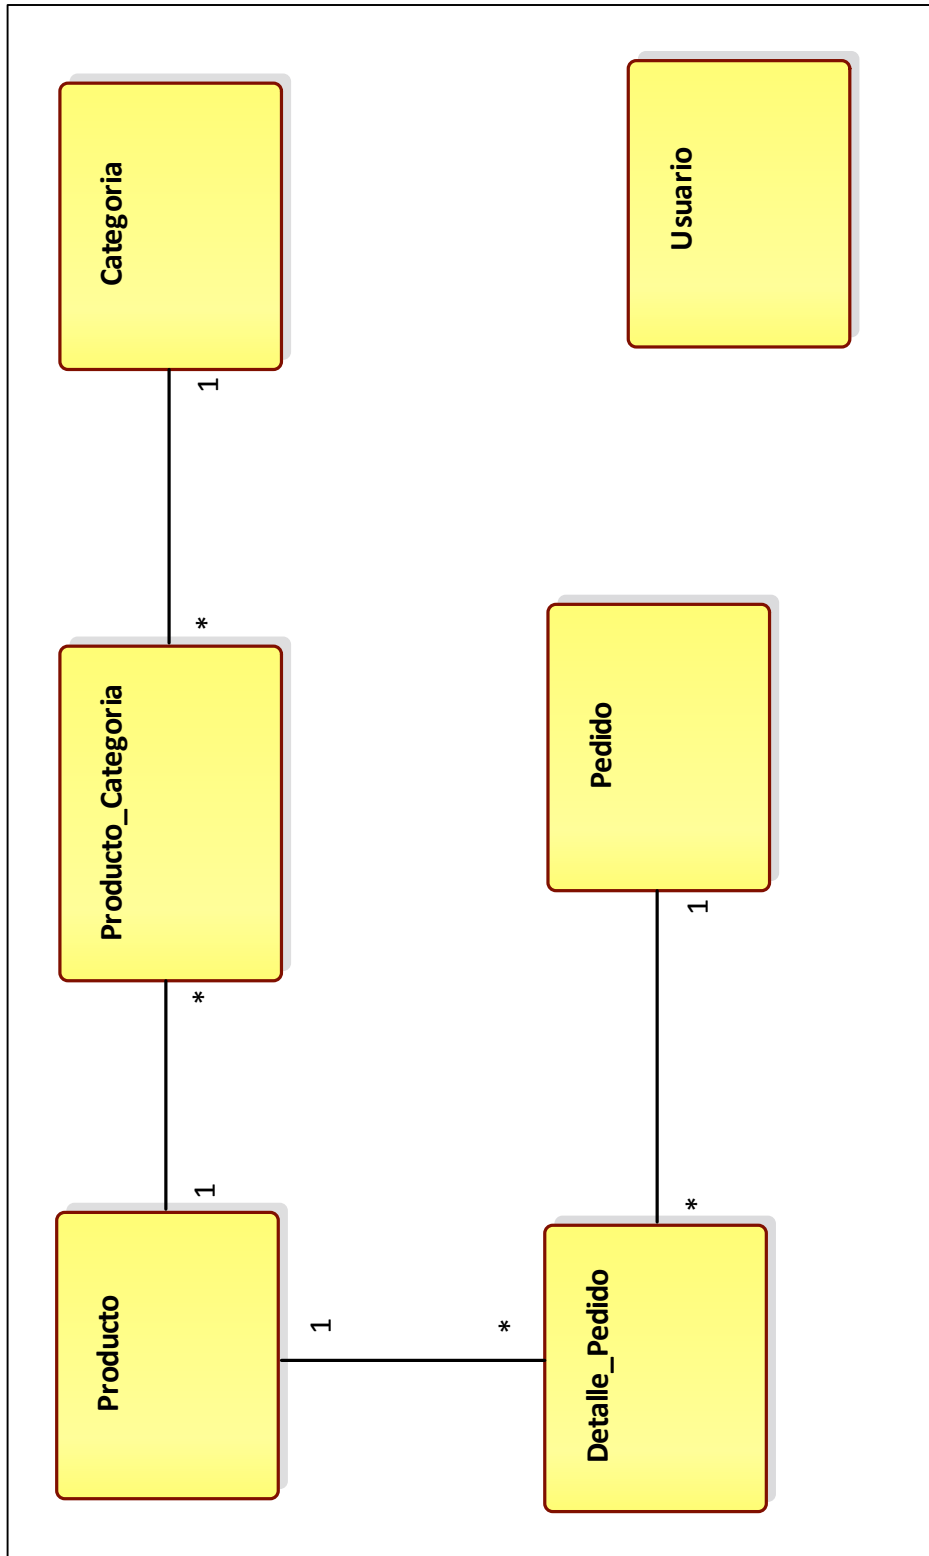 Producto
Producto_Categoria
Categoria
1
*
*
1
1
*
Detalle_Pedido
Pedido
Usuario
*
1